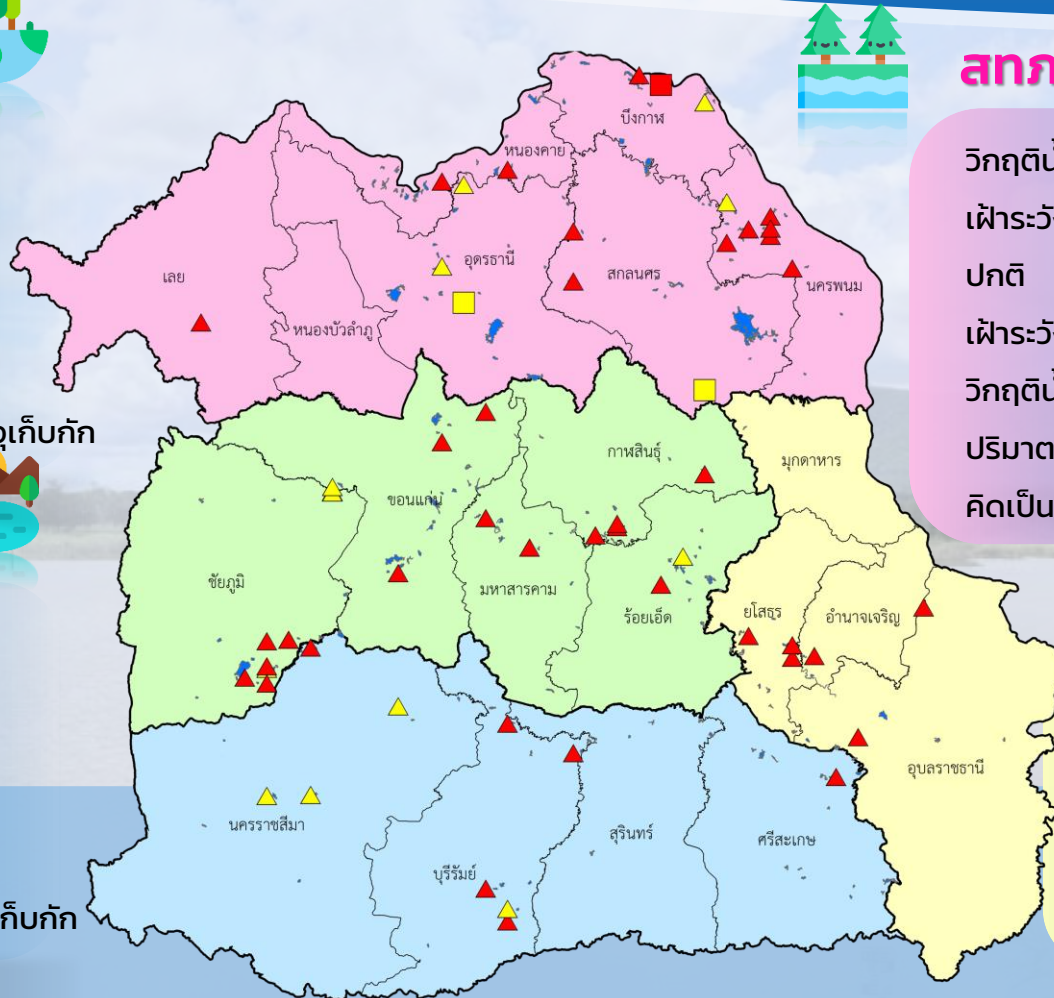 สทภ
วิกฤติน้
เฝ้าระวัง
ปกติ
เฝ้าระวัง
วิกฤติน้
ปริมาต
คิดเป็น
ุเก็บกัก
ก็บกัก
บึงกาฬ
หนองคาย
เลย
อุดรธานี
สกลนคร
นครพนม
หนองบัวลำภู
กาฬสินธุ์
มุกดาหาร
ขอนแก่น
ชัยภูมิ
มหาสารคาม
ร้อยเอ็ด
ยโสธร
อำนาจเจริญ
อุบลราชธานี
นครราชสีมา
สุรินทร์
ศรีสะเกษ
บุรีรัมย์